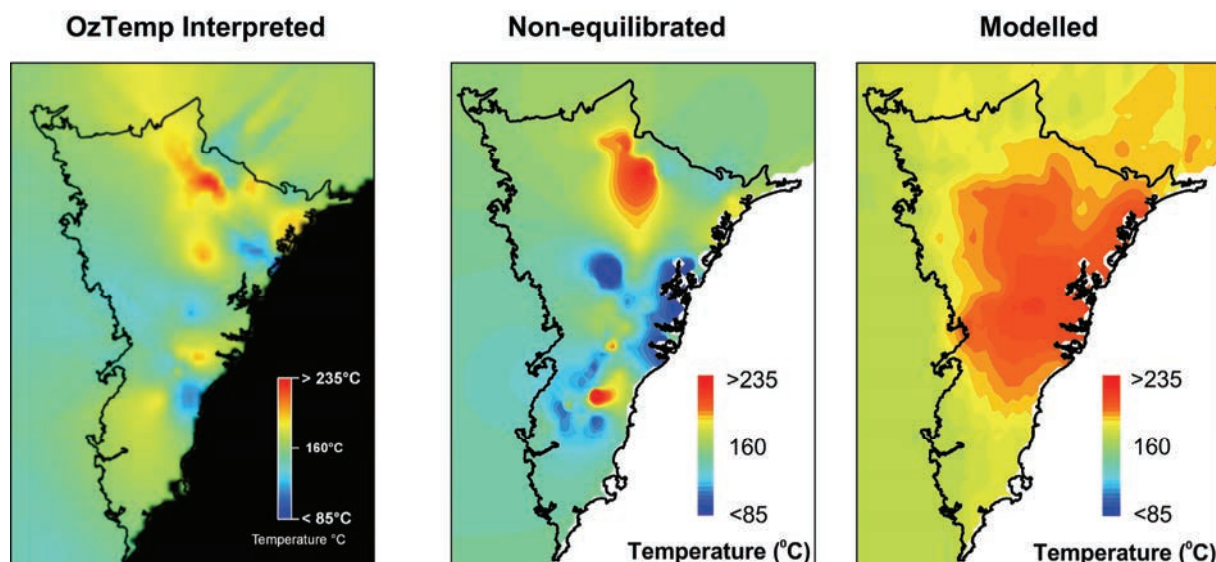 OzTemp Interpreted
Non-equilibrated
Modelled
> 235°C
160°C
< 85°C
Temperature °C
>235
160
<85
Temperature (°C)
>235
160
<85
Temperature (°C)